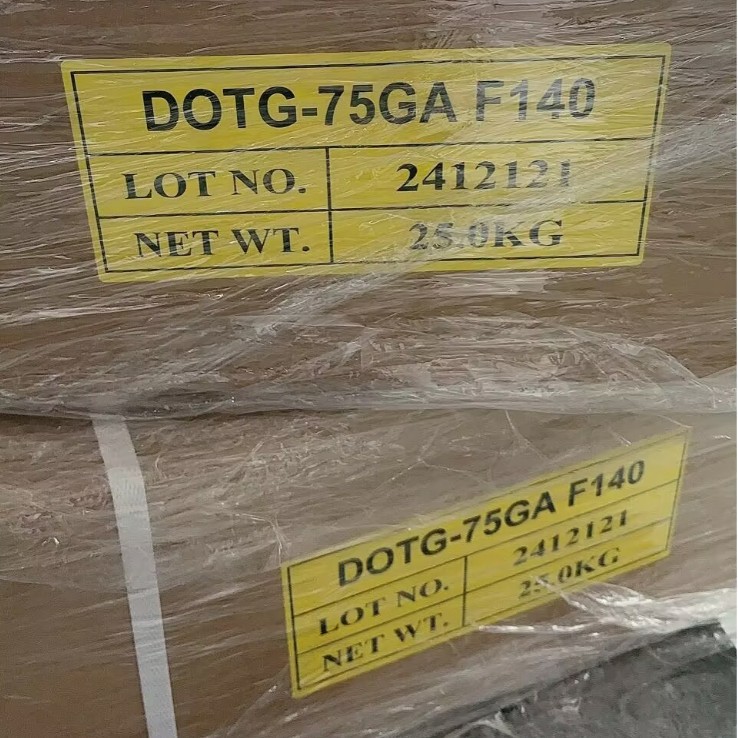 DOTG-75GA F140
LOT NO. 2412121
NET WT. 25.0KG
DOTG-75GA F140
LOT NO. 2412121
NET WT. 25.0KG